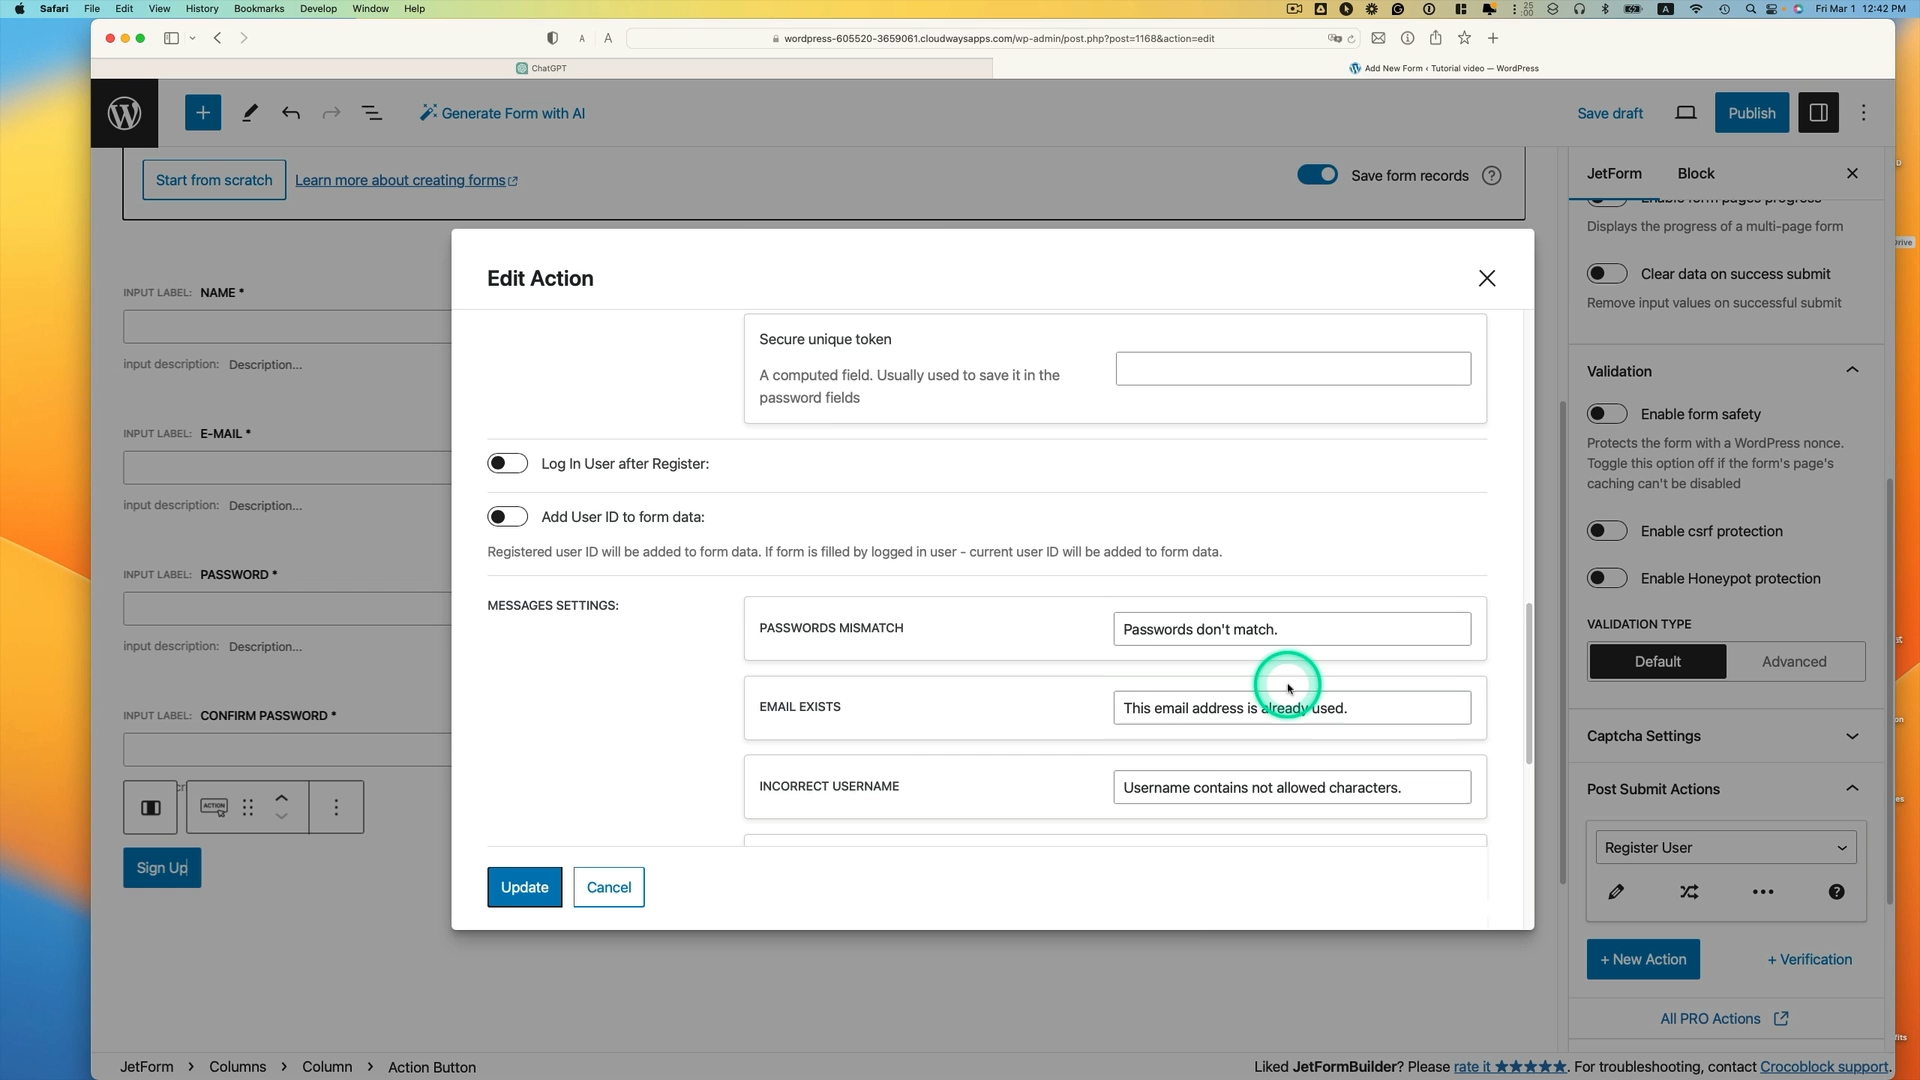 Safari File Edit View History Bookmarks Develop Window Help
25
:00
A
Fri Mar 1 12:42 PM
A A
wordpress-605520-3659061.cloudwaysapps.com/wp-admin/post.php?post=1168&action=edit
ChatGPT
Add New Form ‹ Tutorial video — WordPress
Generate Form with AI
Save draft
Publish
Start from scratch
Learn more about creating forms
Save form records
INPUT LABEL: NAME *
input description: Description...
INPUT LABEL: E-MAIL *
input description: Description...
INPUT LABEL: PASSWORD *
input description: Description...
INPUT LABEL: CONFIRM PASSWORD *
ACTION
Sign Up
Edit Action
Secure unique token
A computed field. Usually used to save it in the
password fields
Log In User after Register:
Add User ID to form data:
Registered user ID will be added to form data. If form is filled by logged in user - current user ID will be added to form data.
MESSAGES SETTINGS:
PASSWORDS MISMATCH
Passwords don't match.
EMAIL EXISTS
This email address is already used.
INCORRECT USERNAME
Username contains not allowed characters.
Update
Cancel
JetForm
Block
Enable form pages progress
Displays the progress of a multi-page form
Clear data on success submit
Remove input values on successful submit
Validation
Enable form safety
Protects the form with a WordPress nonce.
Toggle this option off if the form's page's
caching can't be disabled
Enable csrf protection
Enable Honeypot protection
VALIDATION TYPE
Default
Advanced
Captcha Settings
Post Submit Actions
Register User
+ New Action
+ Verification
All PRO Actions
JetForm Columns Column Action Button
Liked JetFormBuilder? Please rate it ★★★★★. For troubleshooting, contact Crocoblock support.